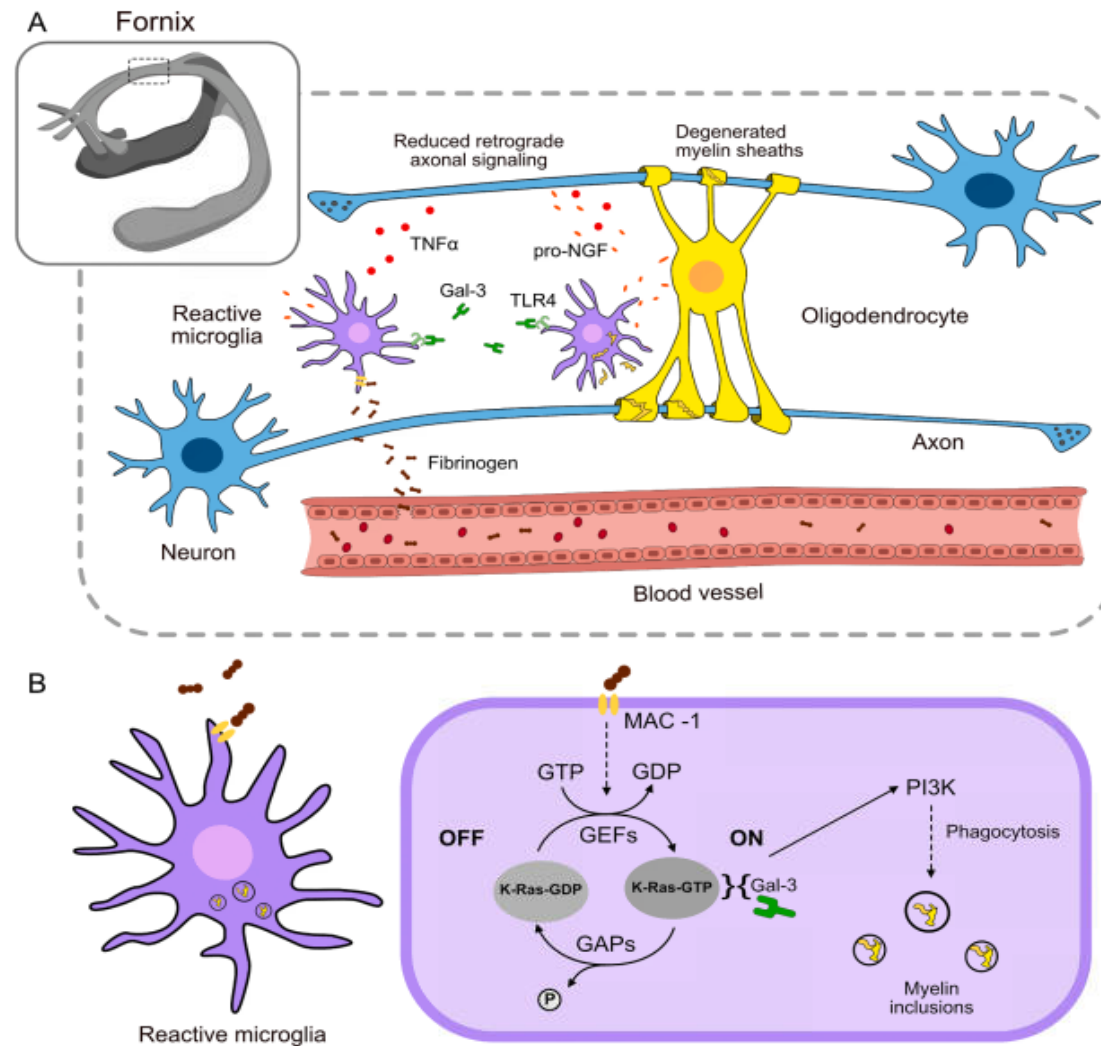 A
Fornix
Reduced retrograde
axonal signaling
Degenerated
myelin sheaths
TNFα
pro-NGF
Gal-3
TLR4
Reactive
microglia
Oligodendrocyte
Axon
Fibrinogen
Neuron
Blood vessel
B
MAC -1
GTP
GDP
PI3K
OFF
GEFs
ON
Phagocytosis
K-Ras-GDP
K-Ras-GTP
}{ Gal-3
GAPs
P
Myelin
inclusions
Reactive microglia